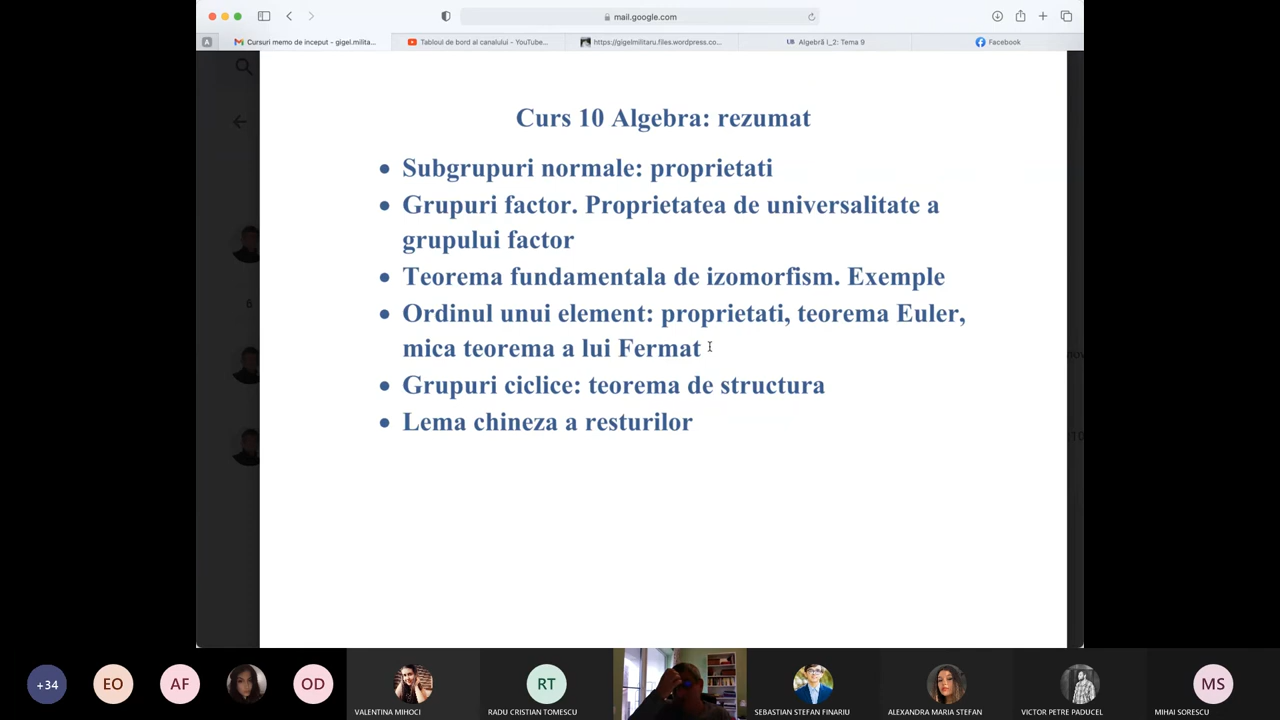 mail.google.com
A
Cursuri memo de inceput - gigel.milita...
Tabloul de bord al canalului - YouTube...
https://gigelmilitaru.files.wordpress.co...
UB Algebră I_2: Tema 9
Facebook
Curs 10 Algebra: rezumat
• Subgrupuri normale: proprietati
• Grupuri factor. Proprietatea de universalitate a
grupului factor
• Teorema fundamentala de izomorfism. Exemple
• Ordinul unui element: proprietati, teorema Euler,
mica teorema a lui Fermat
• Grupuri ciclice: teorema de structura
• Lema chineza a resturilor
6
+34
EO
AF
OD
RT
MS
VALENTINA MIHOCI
RADU CRISTIAN TOMESCU
SEBASTIAN STEFAN FINARIU
ALEXANDRA MARIA STEFAN
VICTOR PETRE PADUCEL
MIHAI SORESCU